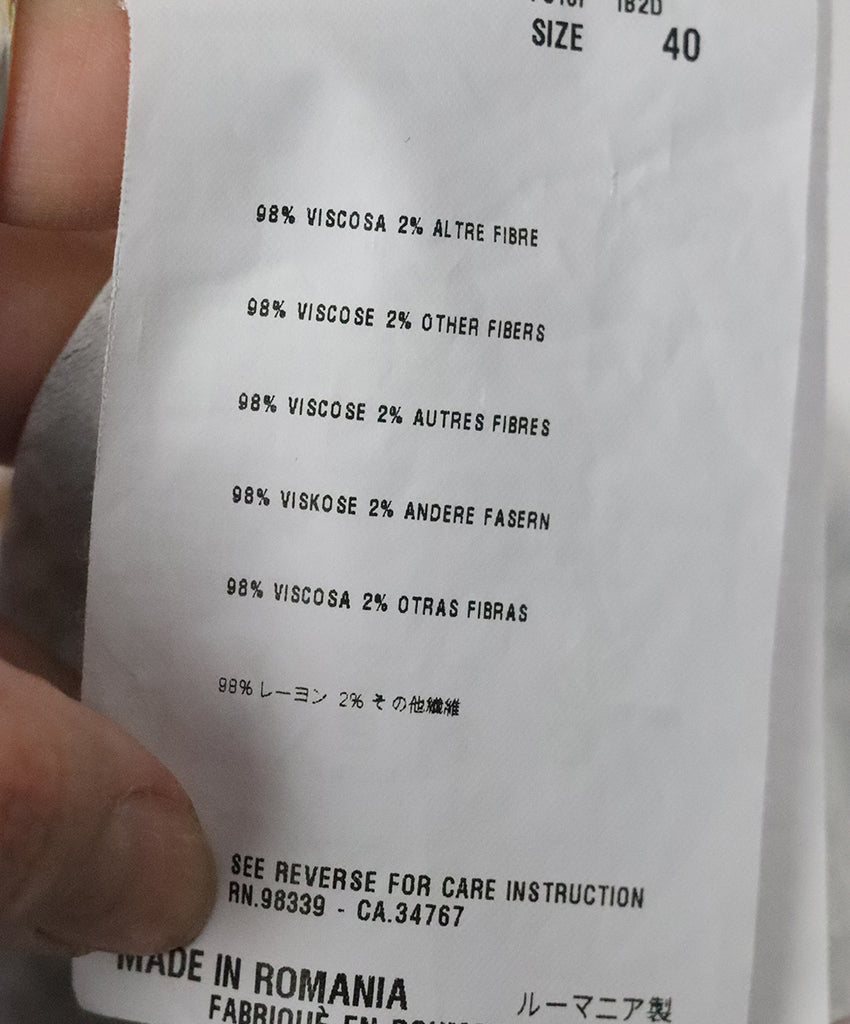 SIZE 40
98% VISCOSA 2% ALTRE FIBRE
98% VISCOSE 2% OTHER FIBERS
98% VISCOSE 2% AUTRES FIBRES
98% VISKOSE 2% ANDERE FASERN
98% VISCOSA 2% OTRAS FIBRAS
98% レーヨン 2% その他繊維
SEE REVERSE FOR CARE INSTRUCTION
RN.98339 - CA.34767
MADE IN ROMANIA
ルーマニア製
FABRIQUÈ EN